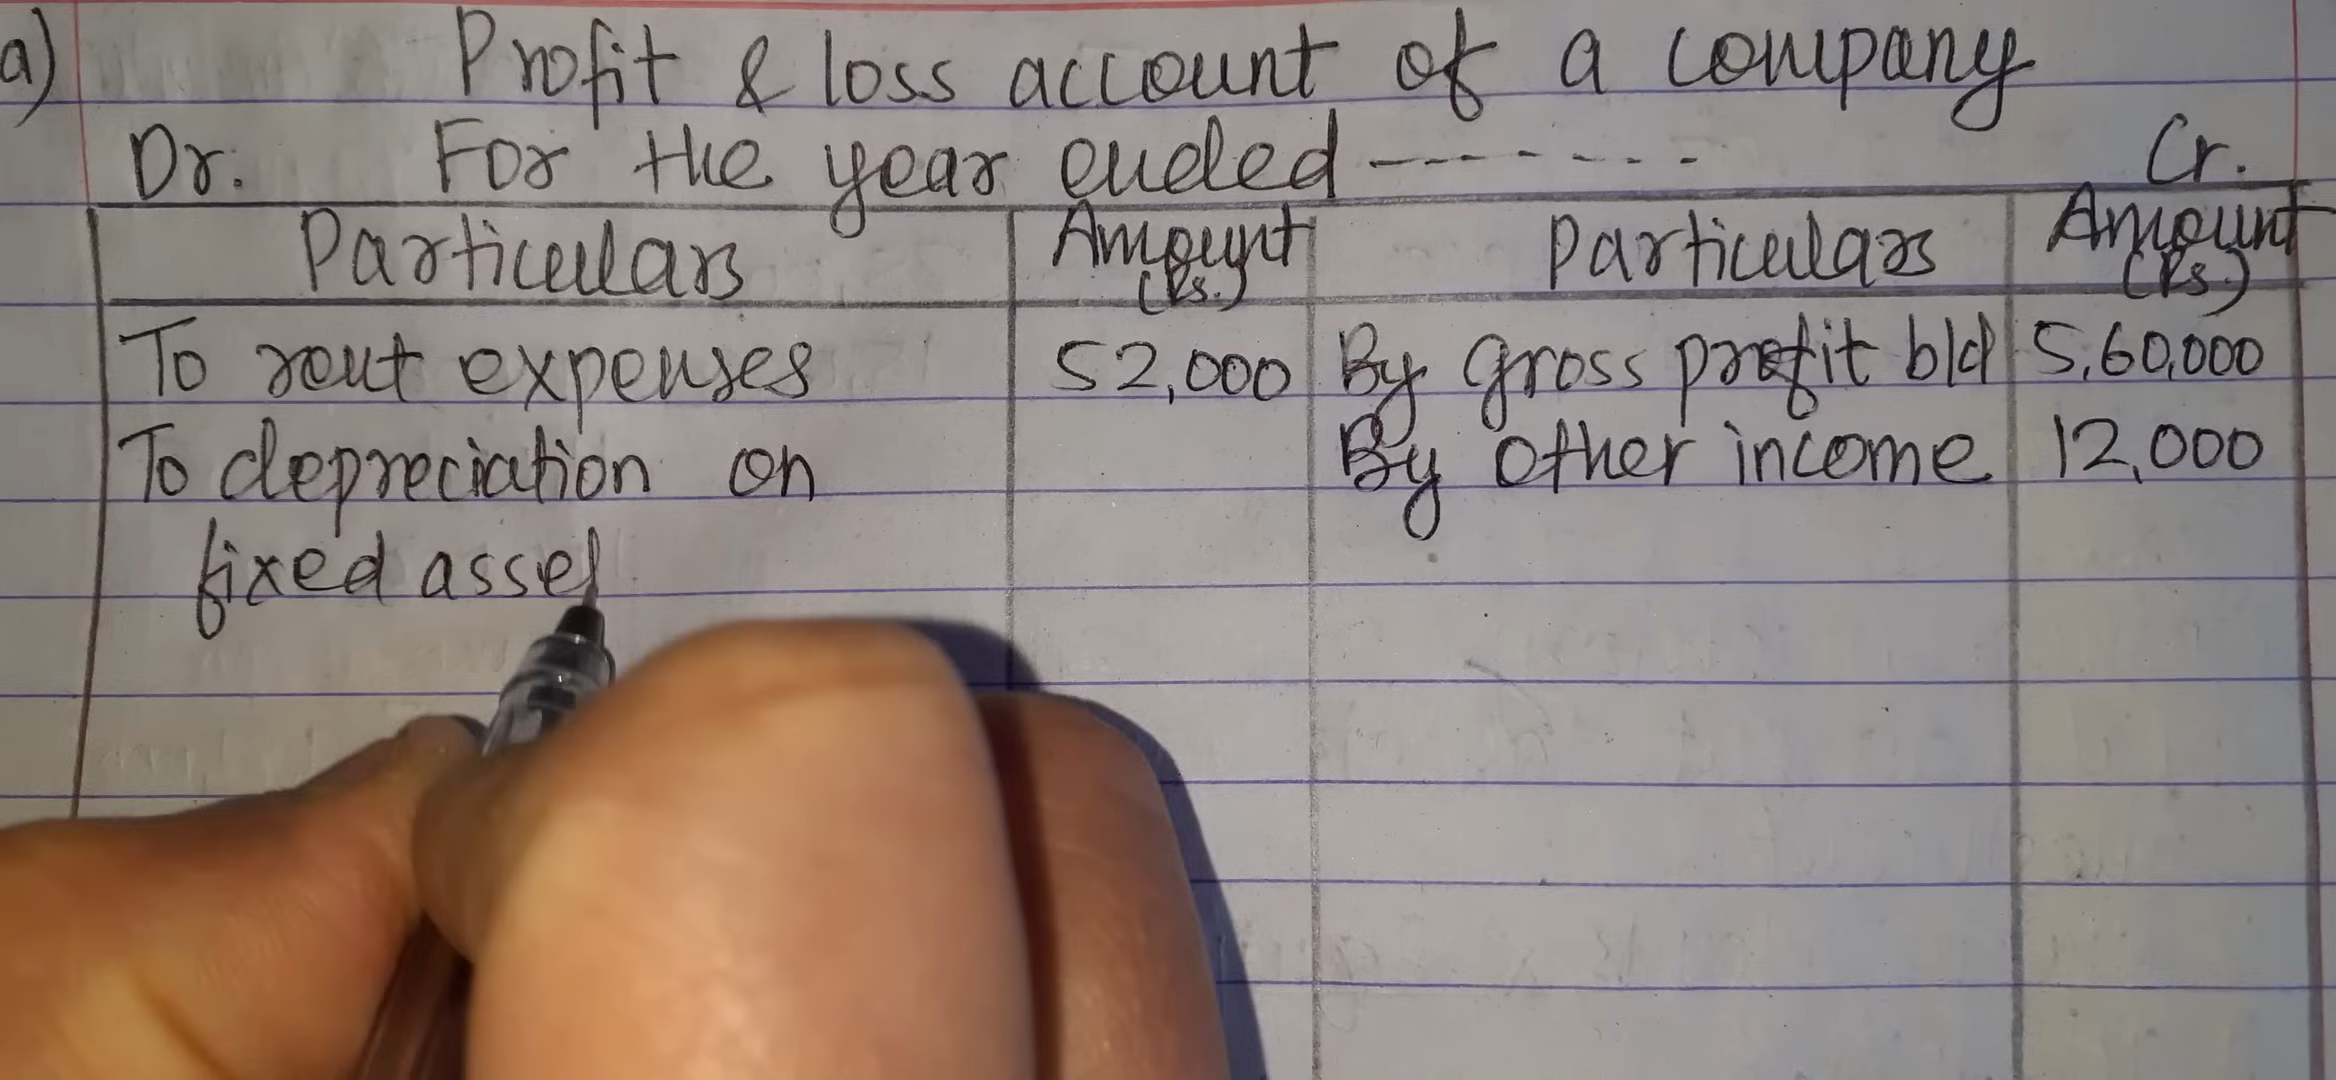 a) Profit & loss account of a company
Dr. For the year ended ------- Cr.
Particulars Amount (Rs.) Particulars Amount (Rs.)
To rent expenses 52,000 By gross profit b/d 5,60,000
To depreciation on By other income 12,000
fixed asset